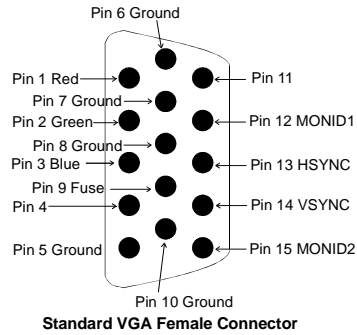 Pin 6 Ground
Pin 1 Red
Pin 11
Pin 7 Ground
Pin 2 Green
Pin 12 MONID1
Pin 8 Ground
Pin 3 Blue
Pin 13 HSYNC
Pin 9 Fuse
Pin 4
Pin 14 VSYNC
Pin 5 Ground
Pin 15 MONID2
Pin 10 Ground
Standard VGA Female Connector